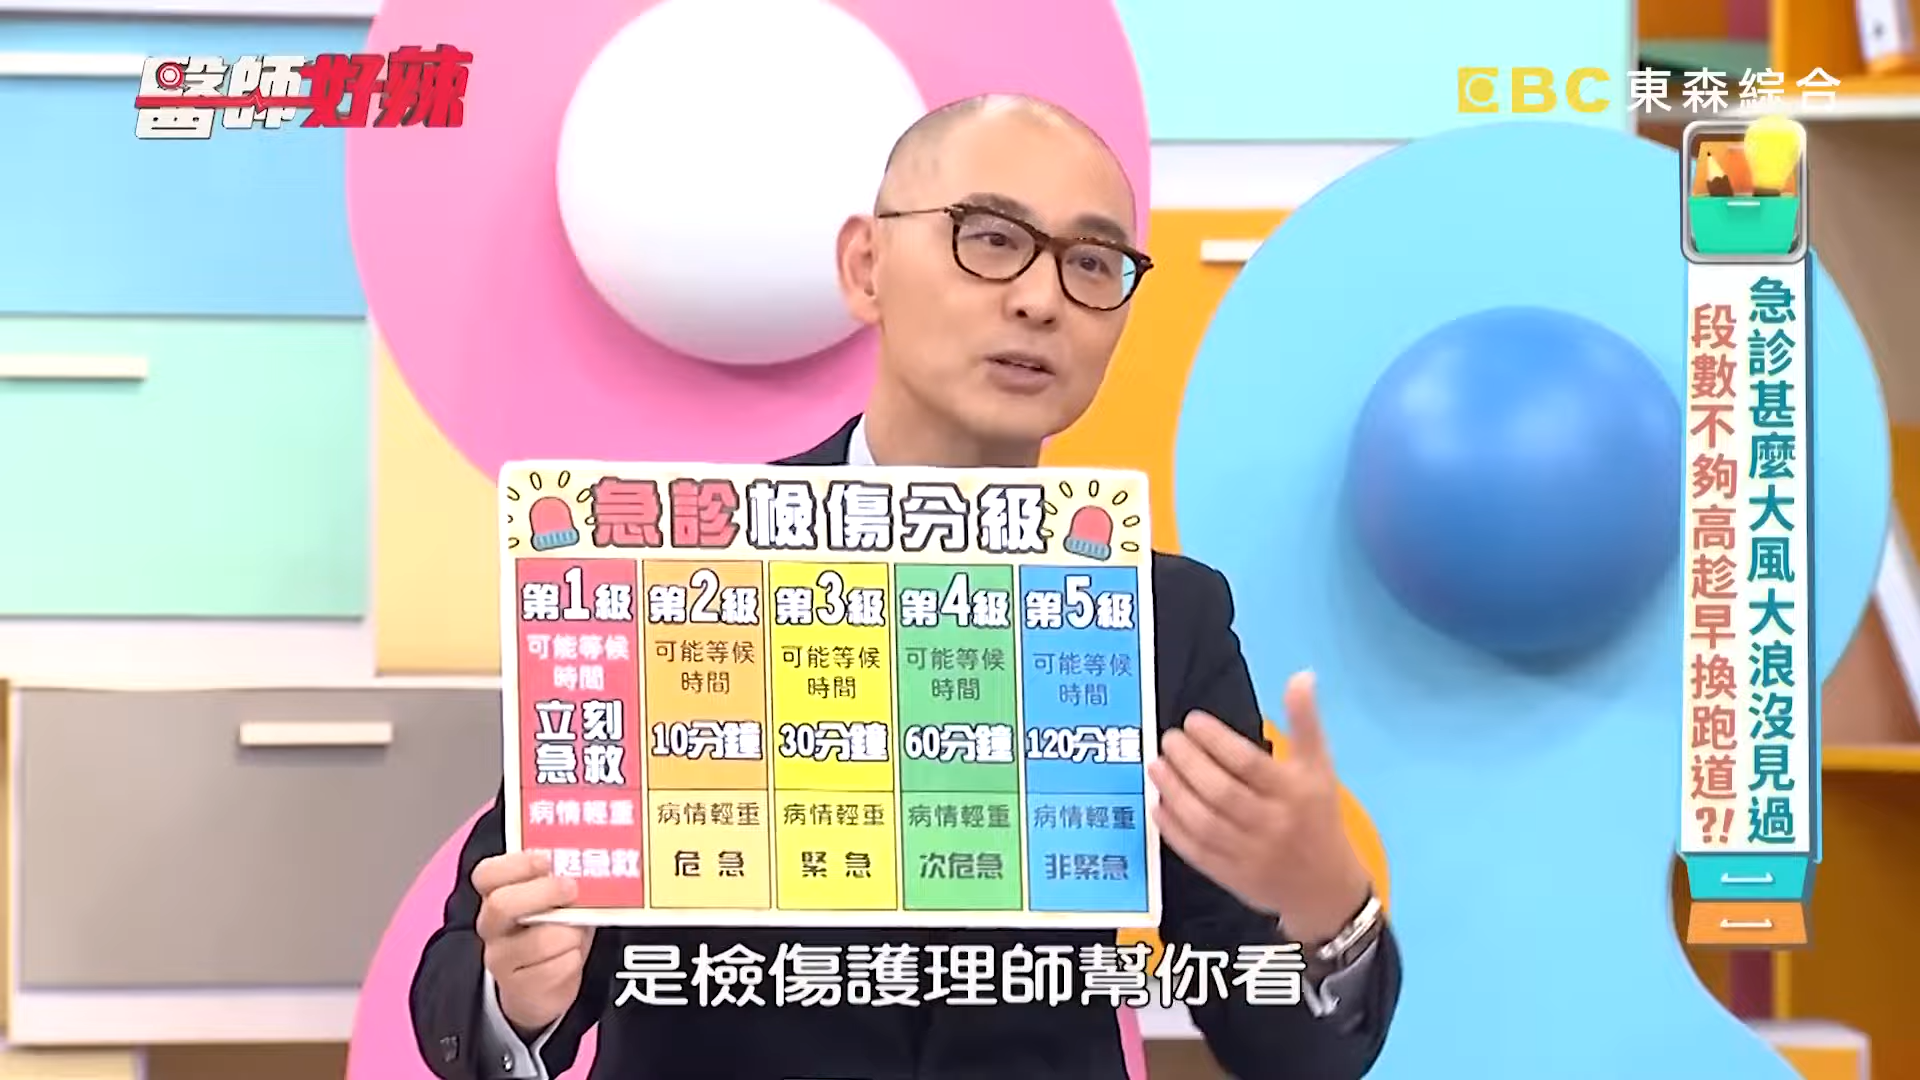 醫師好辣
EBC 東森綜合
急診甚麼大風大浪沒見過
段數不夠高趁早換跑道?!
急診檢傷分級
第1級
可能等候
時間
立刻
急救
病情輕重
甦急救
第2級
可能等候
時間
10分鐘
病情輕重
危急
第3級
可能等候
時間
30分鐘
病情輕重
緊急
第4級
可能等候
時間
60分鐘
病情輕重
次危急
第5級
可能等候
時間
120分鐘
病情輕重
非緊急
是檢傷護理師幫你看